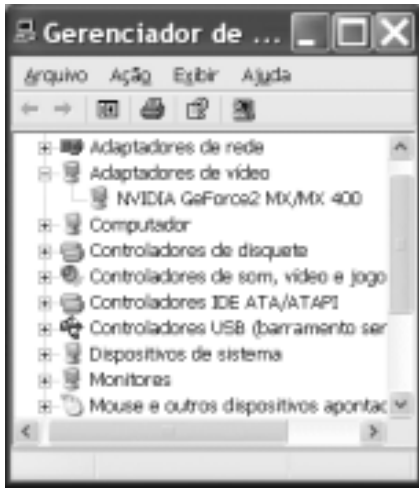 Gerenciador de ...
Arquivo Ação Exibir Ajuda
Adaptadores de rede
Adaptadores de vídeo
NVIDIA GeForce2 MX/MX 400
Computador
Controladores de disquete
Controladores de som, vídeo e jogo
Controladores IDE ATA/ATAPI
Controladores USB (barramento ser
Dispositivos de sistema
Monitores
Mouse e outros dispositivos apontac